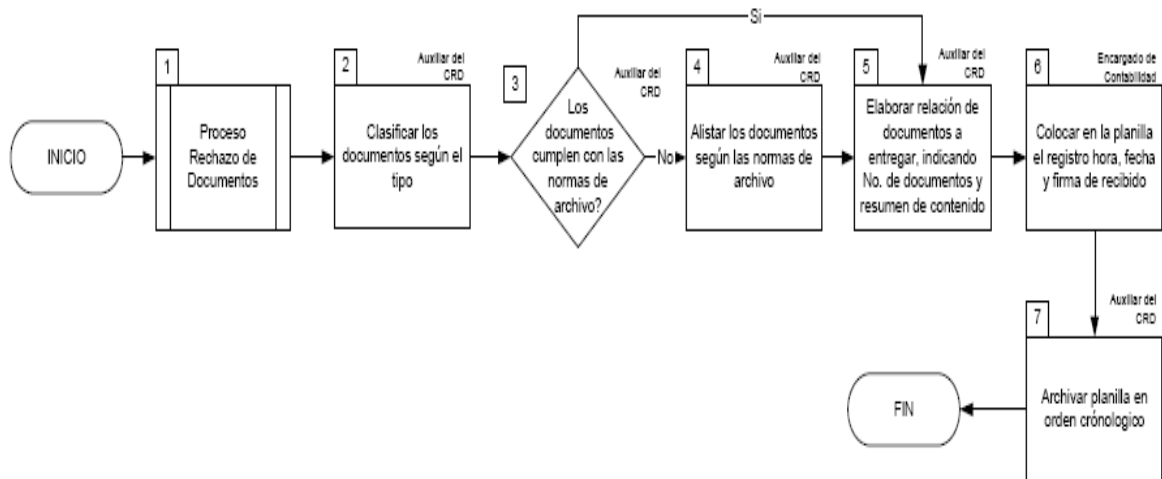 Si
INICIO
1
Proceso
Rechazo de
Documentos
2
Auxiliar del
CRD
Clasificar los
documentos según el
tipo
3
Auxiliar del
CRD
Los
documentos
cumplen con las
normas de
archivo?
No
4
Auxiliar del
CRD
Alistar los documentos
según las normas de
archivo
5
Auxiliar del
CRD
Elaborar relación de
documentos a
entregar, indicando
No. de documentos y
resumen de contenido
6
Encargado de
Contabilidad
Colocar en la planilla
el registro hora, fecha
y firma de recibido
7
Auxiliar del
CRD
Archivar planilla en
orden crónologico
FIN